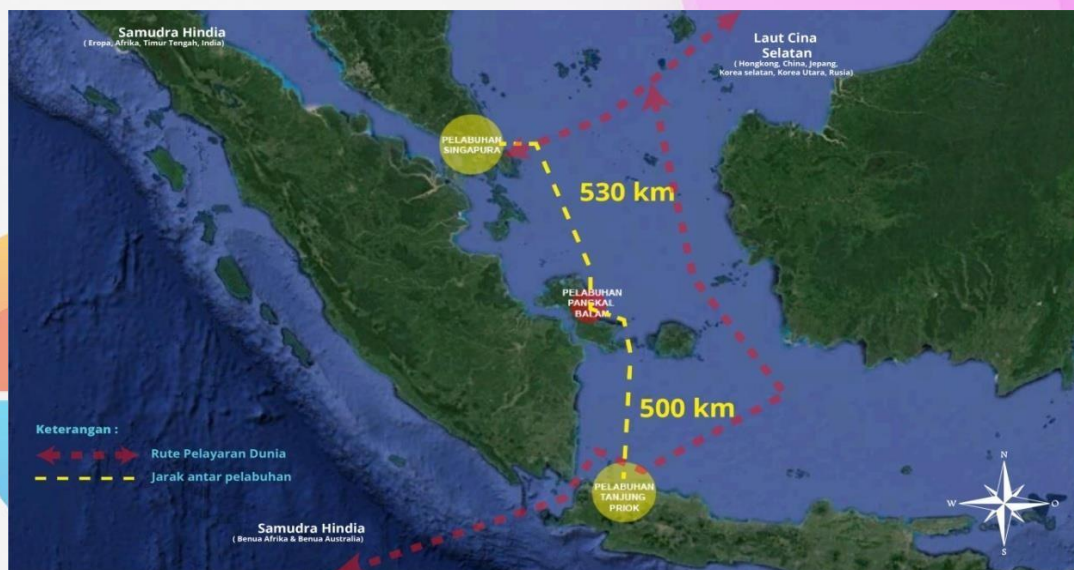 Samudra Hindia
( Eropa, Afrika, Timur Tengah, India)
Laut Cina
Selatan
( Hongkong, China, Jepang,
Korea selatan, Korea Utara, Rusia)
PELABUHAN
SINGAPURA
530 km
PELABUHAN
PANGKAL
BALAM
500 km
Keterangan :
Rute Pelayaran Dunia
Jarak antar pelabuhan
PELABUHAN
TANJUNG
PRIOK
Samudra Hindia
( Benua Afrika & Benua Australia)
N
W
O
S